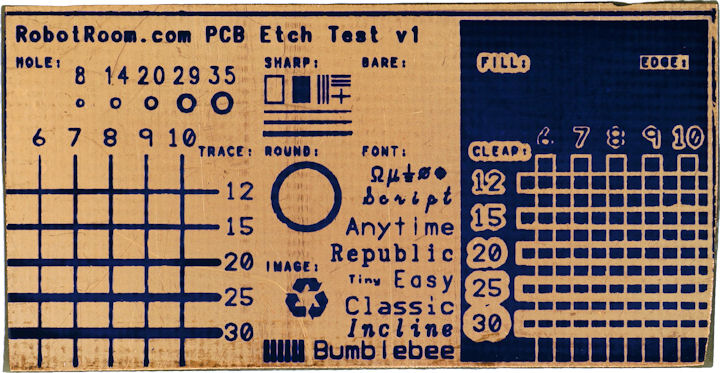 RobotRoom.com PCB Etch Test v1
HOLE:
8 14 20 29 35
SHARP:
BARE:
FILL:
EDGE:
6 7 8 9 10
TRACE:
12
15
20
25
30
ROUND:
IMAGE:
FONT:
Ωµ⏚Ø⌖
Script
Anytime
Republic
Tiny Easy
Classic
Incline
Bumblebee
CLEAR:
6 7 8 9 10
12
15
20
25
30